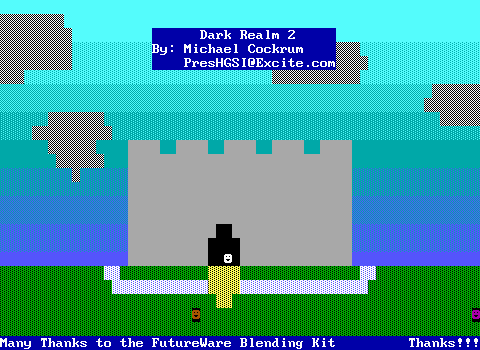 Dark Realm 2
By: Michael Cockrum
PresHGSI@Excite.com
Many Thanks to the FutureWare Blending Kit Thanks!!!